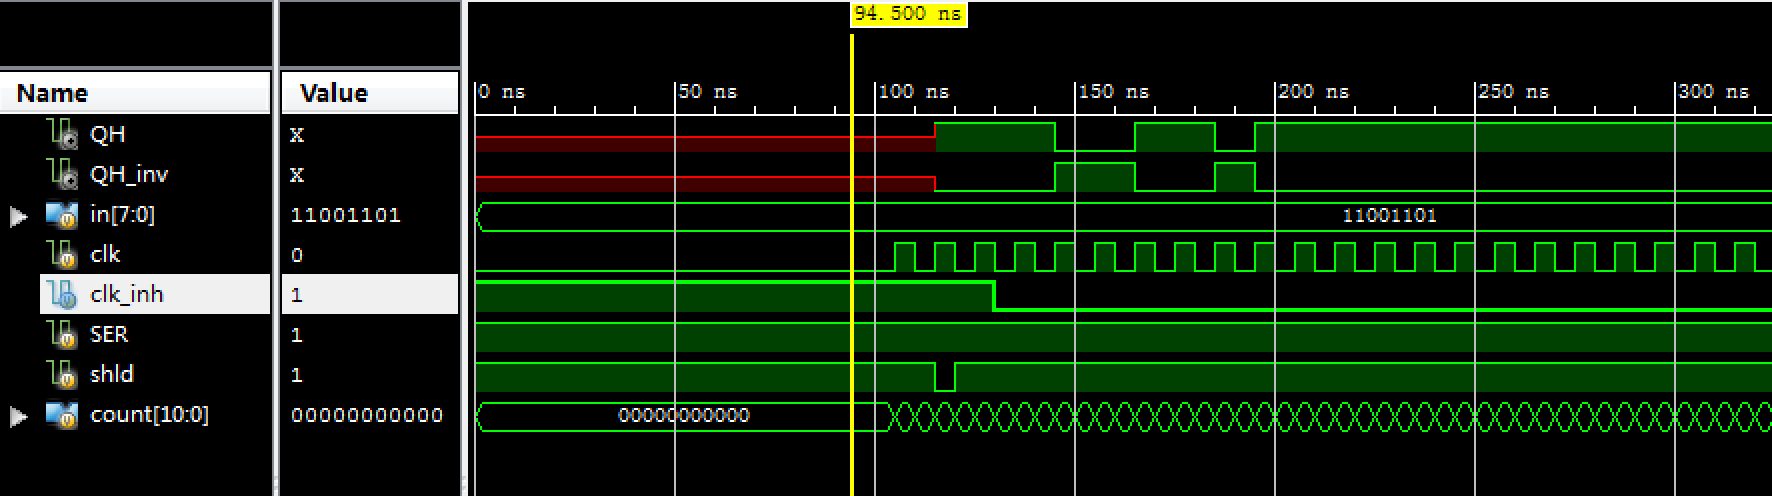 94.500 ns
Name Value 0 ns 50 ns 100 ns 150 ns 200 ns 250 ns 300 ns
QH X
QH_inv X
in[7:0] 11001101 11001101
clk 0
clk_inh 1
SER 1
shld 1
count[10:0] 00000000000 00000000000